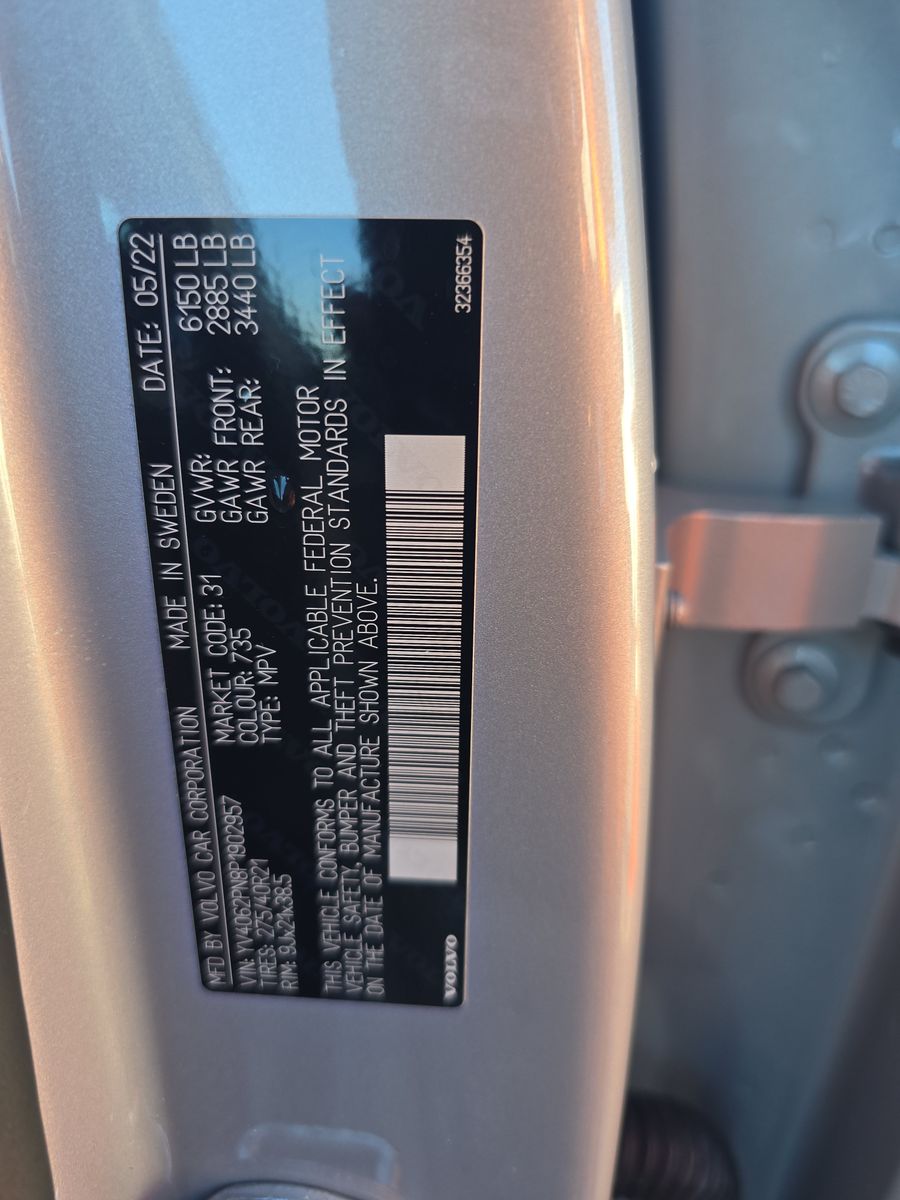 MFD BY VOLVO CAR CORPORATION MADE IN SWEDEN DATE: 05/22
VIN: YV4062PN8P1902957 MARKET CODE: 31 GVWR: 6150 LB
TIRES: 275/40R21 COLOUR: 735 GAWR FRONT: 2885 LB
RIM: 9Jx21x38.5 TYPE: MPV GAWR REAR: 3440 LB
THIS VEHICLE CONFORMS TO ALL APPLICABLE FEDERAL MOTOR
VEHICLE SAFETY, BUMPER AND THEFT PREVENTION STANDARDS IN EFFECT
ON THE DATE OF MANUFACTURE SHOWN ABOVE.
VOLVO 32366354